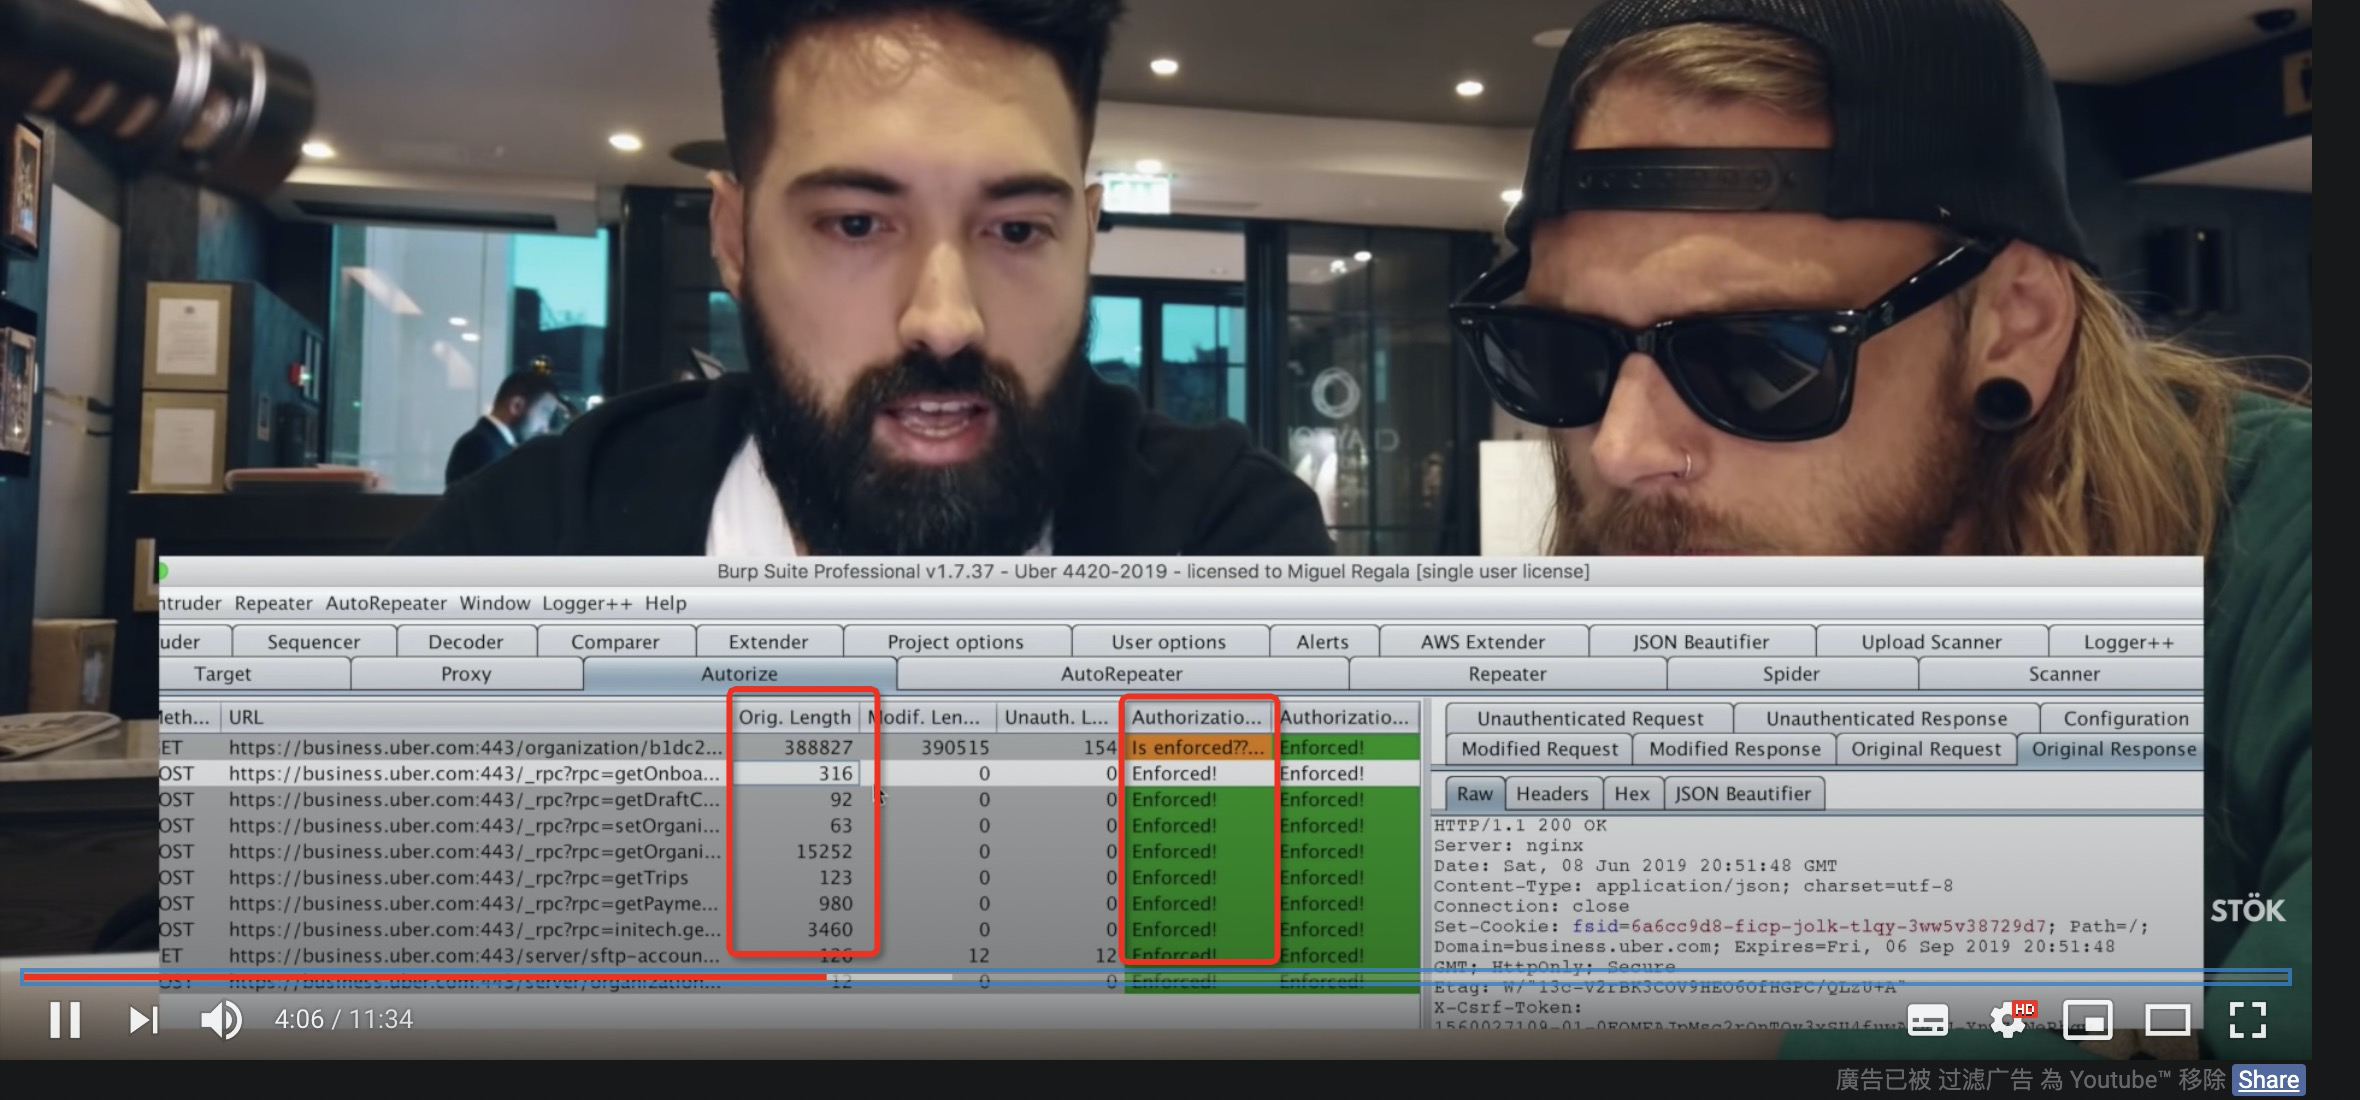 Burp Suite Professional v1.7.37 - Uber 4420-2019 - licensed to Miguel Regala [single user license]
ntruder Repeater AutoRepeater Window Logger++ Help
uder Sequencer Decoder Comparer Extender Project options User options Alerts AWS Extender JSON Beautifier Upload Scanner Logger++
Target Proxy Autorize AutoRepeater Repeater Spider Scanner
Meth... URL Orig. Length Modif. Len... Unauth. L... Authorizatio... Authorizatio...
ET https://business.uber.com:443/organization/b1dc2... 388827 390515 154 Is enforced??... Enforced!
OST https://business.uber.com:443/_rpc?rpc=getOnboa... 316 0 0 Enforced! Enforced!
OST https://business.uber.com:443/_rpc?rpc=getDraftC... 92 0 0 Enforced! Enforced!
OST https://business.uber.com:443/_rpc?rpc=setOrgani... 63 0 0 Enforced! Enforced!
OST https://business.uber.com:443/_rpc?rpc=getOrgani... 15252 0 0 Enforced! Enforced!
OST https://business.uber.com:443/_rpc?rpc=getTrips 123 0 0 Enforced! Enforced!
OST https://business.uber.com:443/_rpc?rpc=getPayme... 980 0 0 Enforced! Enforced!
OST https://business.uber.com:443/_rpc?rpc=initech.ge... 3460 0 0 Enforced! Enforced!
ET https://business.uber.com:443/server/sftp-accoun... 126 12 12 Enforced! Enforced!
OST https://business.uber.com:443/server/organization... 12 0 0 Enforced! Enforced!
Unauthenticated Request Unauthenticated Response Configuration
Modified Request Modified Response Original Request Original Response
Raw Headers Hex JSON Beautifier
HTTP/1.1 200 OK
Server: nginx
Date: Sat, 08 Jun 2019 20:51:48 GMT
Content-Type: application/json; charset=utf-8
Connection: close
Set-Cookie: fsid=6a6cc9d8-ficp-jolk-tlqy-3ww5v38729d7; Path=/;
Domain=business.uber.com; Expires=Fri, 06 Sep 2019 20:51:48
GMT; HttpOnly; Secure
Etag:
X-Csrf-Token:
STÖK
4:06 / 11:34
HD
廣告已被 过滤广告 為 Youtube™ 移除 Share